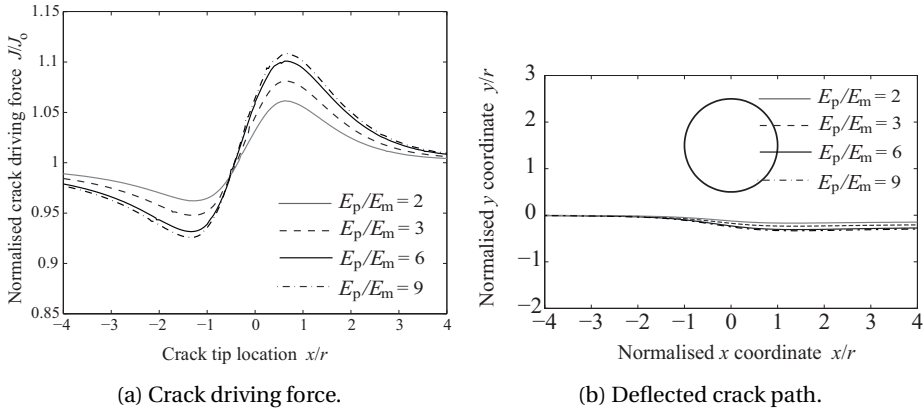 Normalised crack driving force J/Jo
1.15
1.1
1.05
1
0.95
0.9
0.85
Ep/Em = 2
Ep/Em = 3
Ep/Em = 6
Ep/Em = 9
−4 −3 −2 −1 0 1 2 3 4
Crack tip location x/r
(a) Crack driving force.
Normalised y coordinate y/r
3
2
1
0
−1
−2
Ep/Em = 2
Ep/Em = 3
Ep/Em = 6
Ep/Em = 9
−4 −3 −2 −1 0 1 2 3 4
Normalised x coordinate x/r
(b) Deflected crack path.